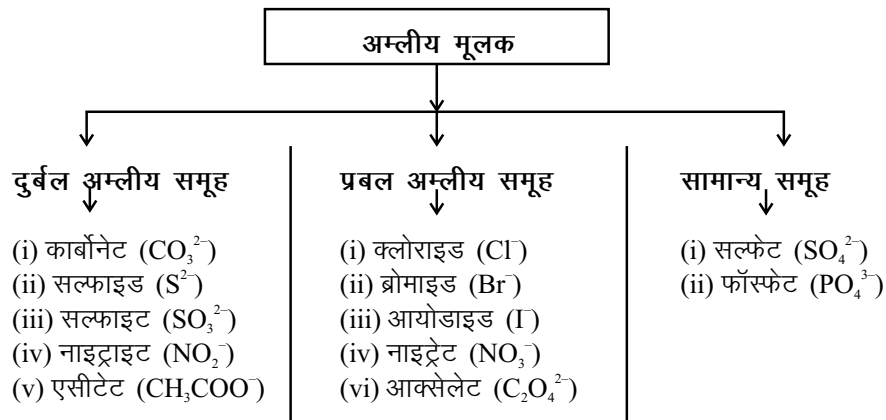 अम्लीय मूलक
दुर्बल अम्लीय समूह
(i) कार्बोनेट (CO₃²⁻)
(ii) सल्फाइड (S²⁻)
(iii) सल्फाइट (SO₃²⁻)
(iv) नाइट्राइट (NO₂⁻)
(v) एसीटेट (CH₃COO⁻)
प्रबल अम्लीय समूह
(i) क्लोराइड (Cl⁻)
(ii) ब्रोमाइड (Br⁻)
(iii) आयोडाइड (I⁻)
(iv) नाइट्रेट (NO₃⁻)
(vi) आक्सेलेट (C₂O₄²⁻)
सामान्य समूह
(i) सल्फेट (SO₄²⁻)
(ii) फॉस्फेट (PO₄³⁻)